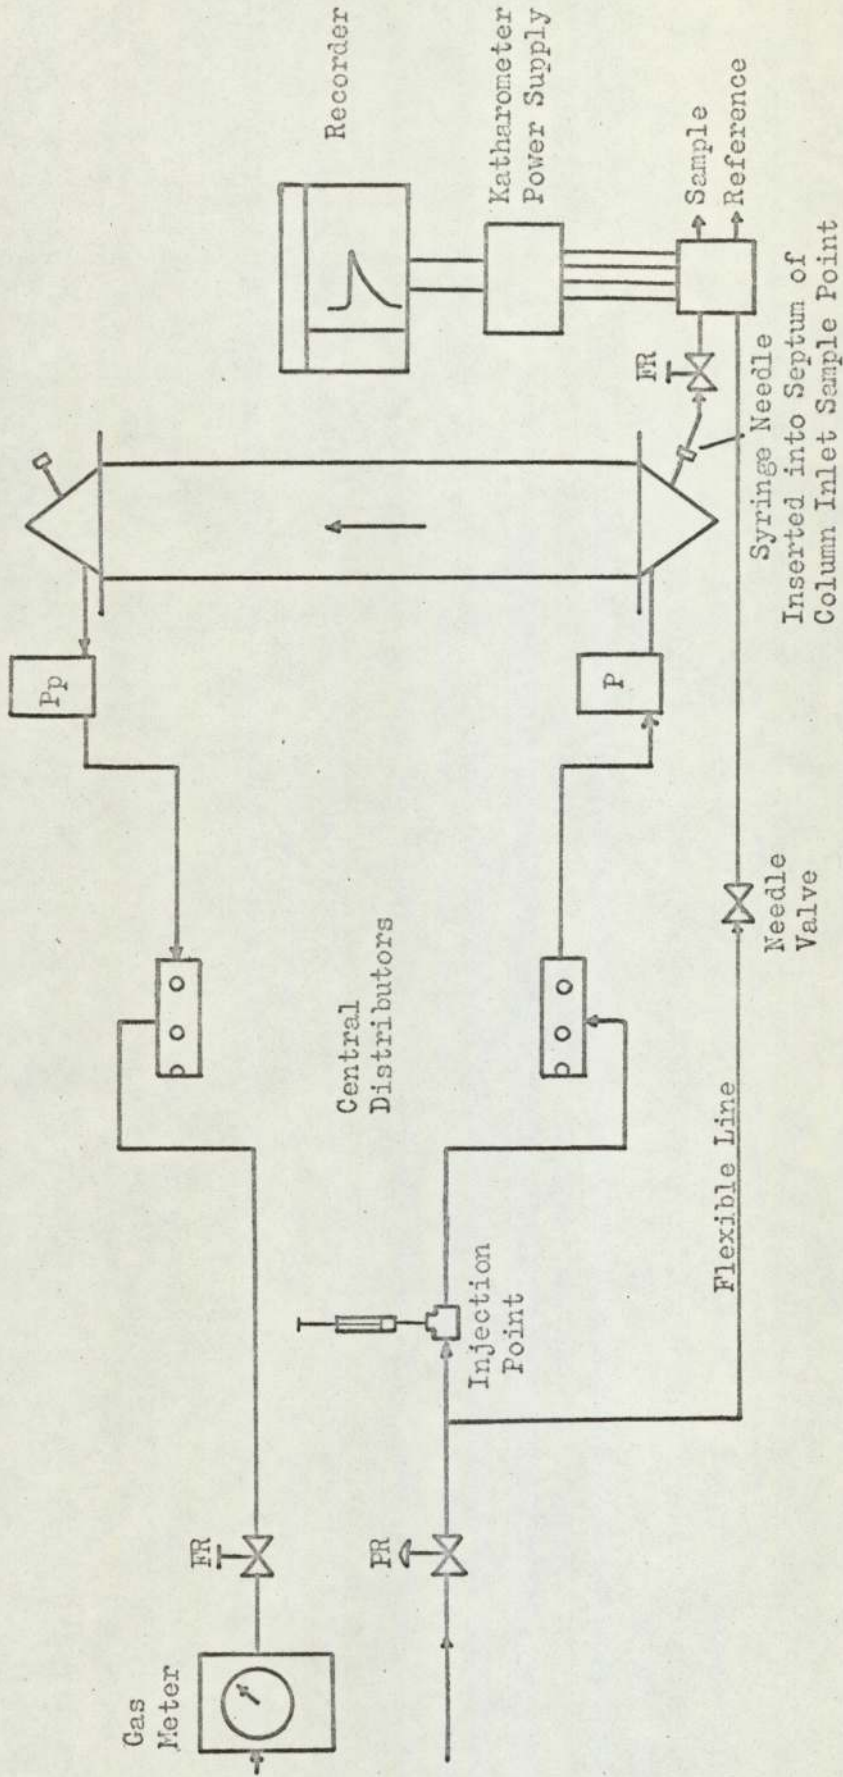 Recorder
Katharometer
Power Supply
Sample
Reference
FR
Syringe Needle
Inserted into Septum of
Column Inlet Sample Point
Pp
P
Central
Distributors
Needle
Valve
Flexible Line
Injection
Point
FR
PR
Gas
Meter